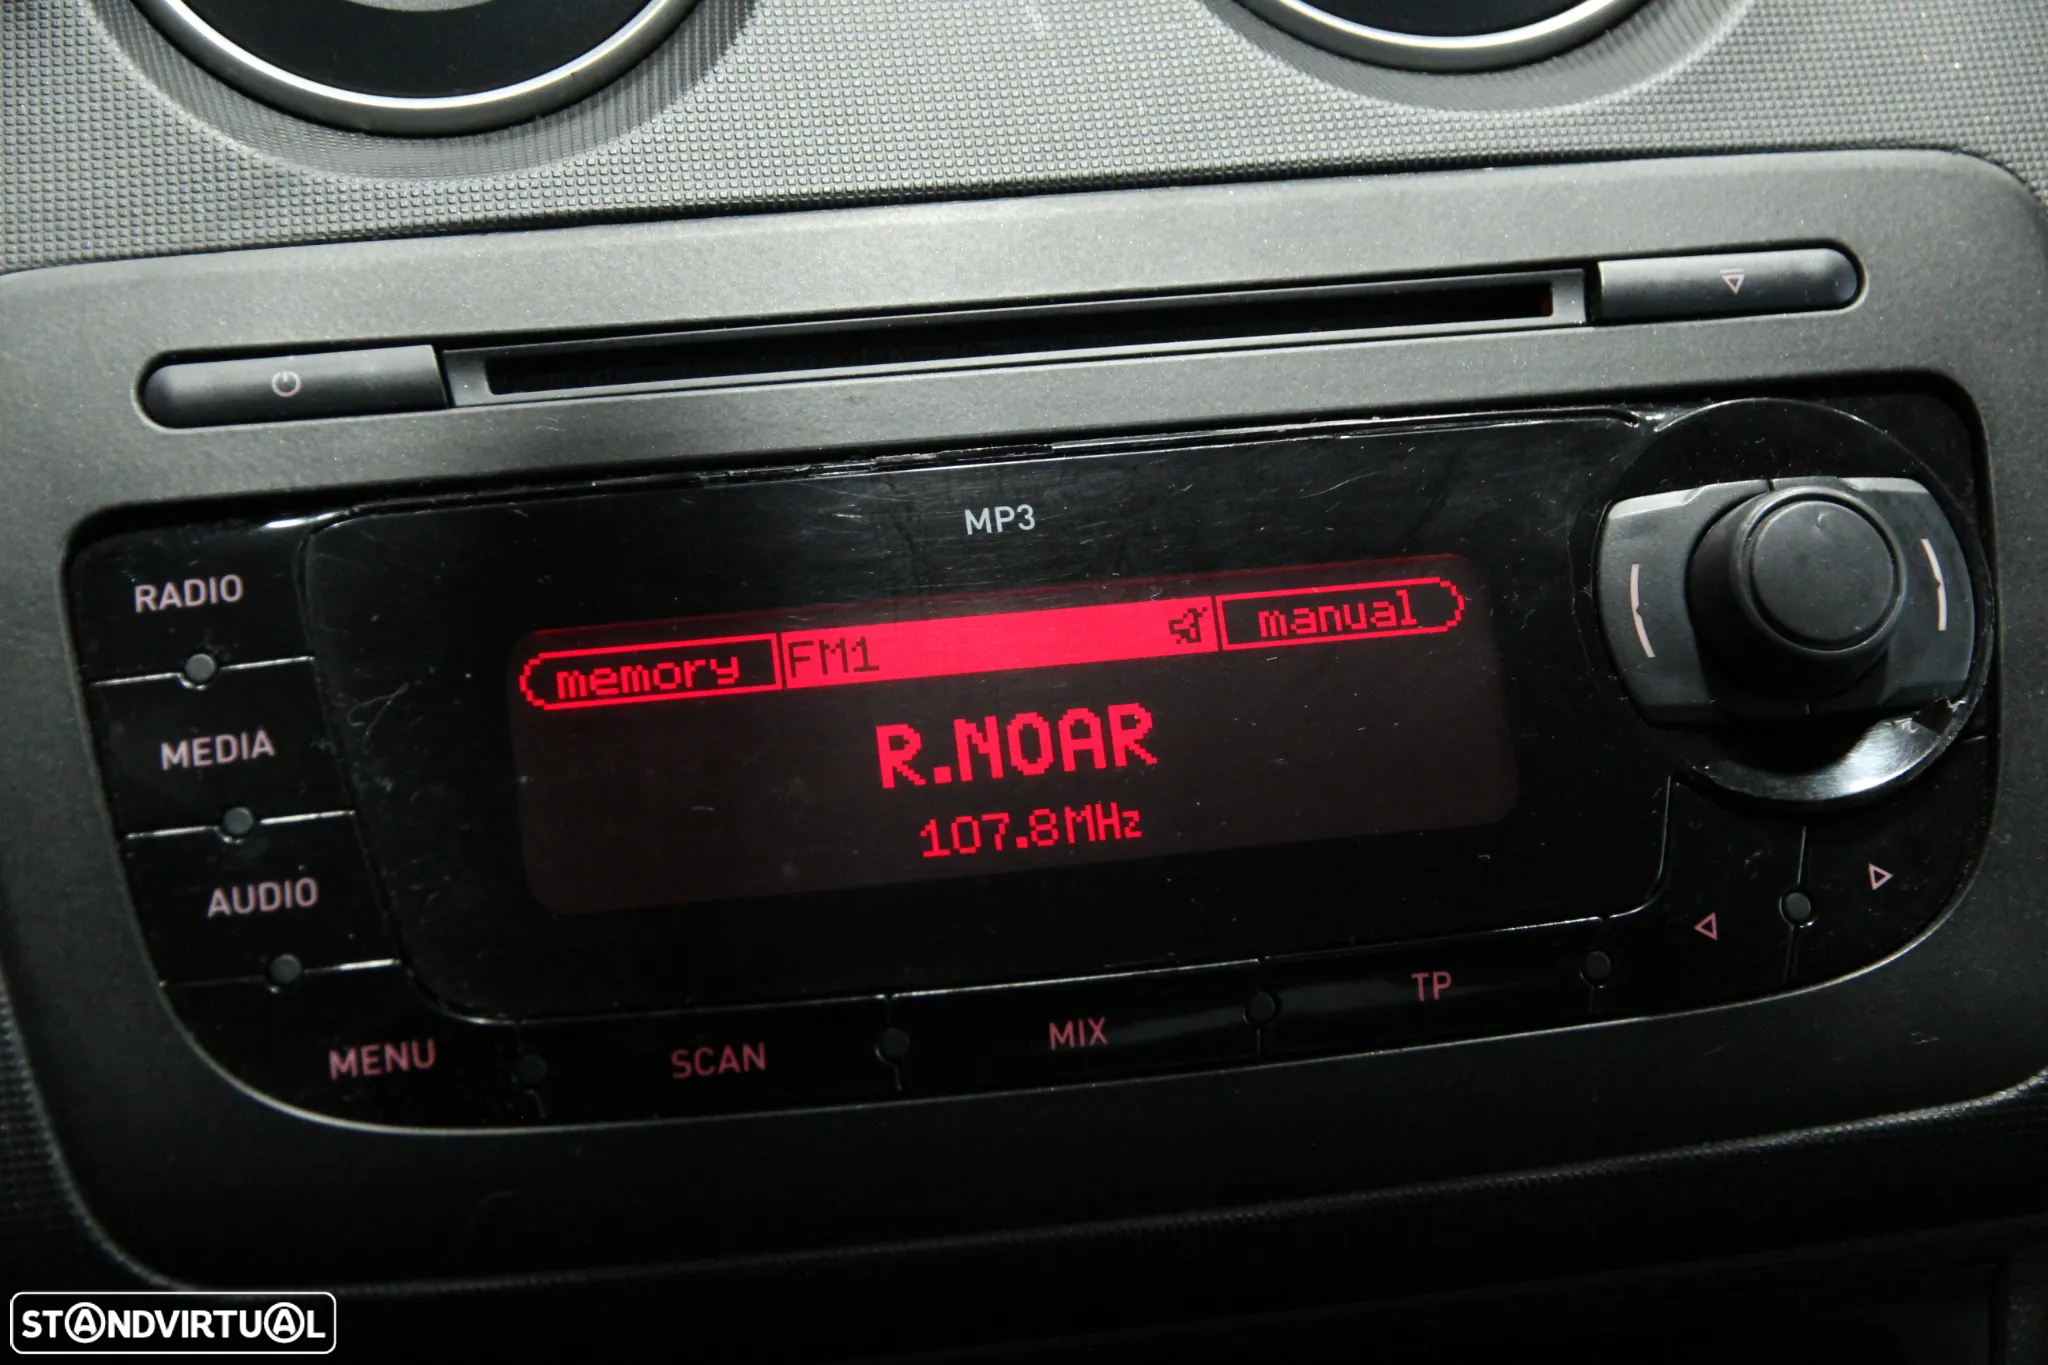 MP3
RADIO
memory FM1 manual
R.NOAR
MEDIA
107.8MHz
AUDIO
MENU SCAN MIX TP
STANDVIRTUAL